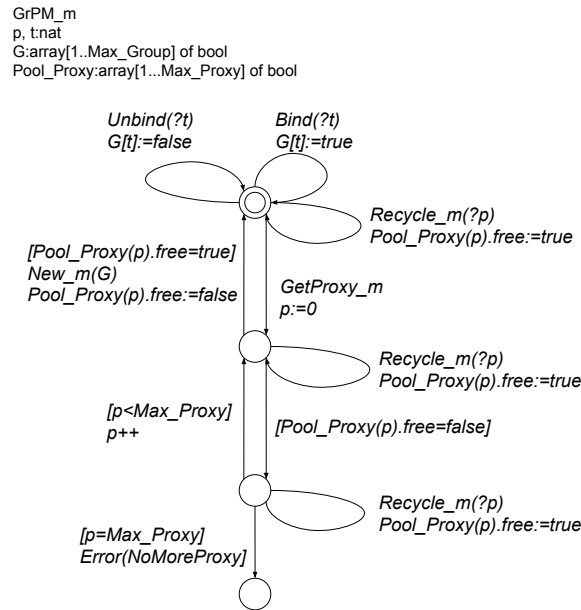 GrPM_m
p, t:nat
G:array[1..Max_Group] of bool
Pool_Proxy:array[1...Max_Proxy] of bool
Unbind(?t)
G[t]:=false
Bind(?t)
G[t]:=true
Recycle_m(?p)
Pool_Proxy(p).free:=true
[Pool_Proxy(p).free=true]
New_m(G)
Pool_Proxy(p).free:=false
GetProxy_m
p:=0
Recycle_m(?p)
Pool_Proxy(p).free:=true
[p<Max_Proxy]
p++
[Pool_Proxy(p).free=false]
Recycle_m(?p)
Pool_Proxy(p).free:=true
[p=Max_Proxy]
Error(NoMoreProxy]